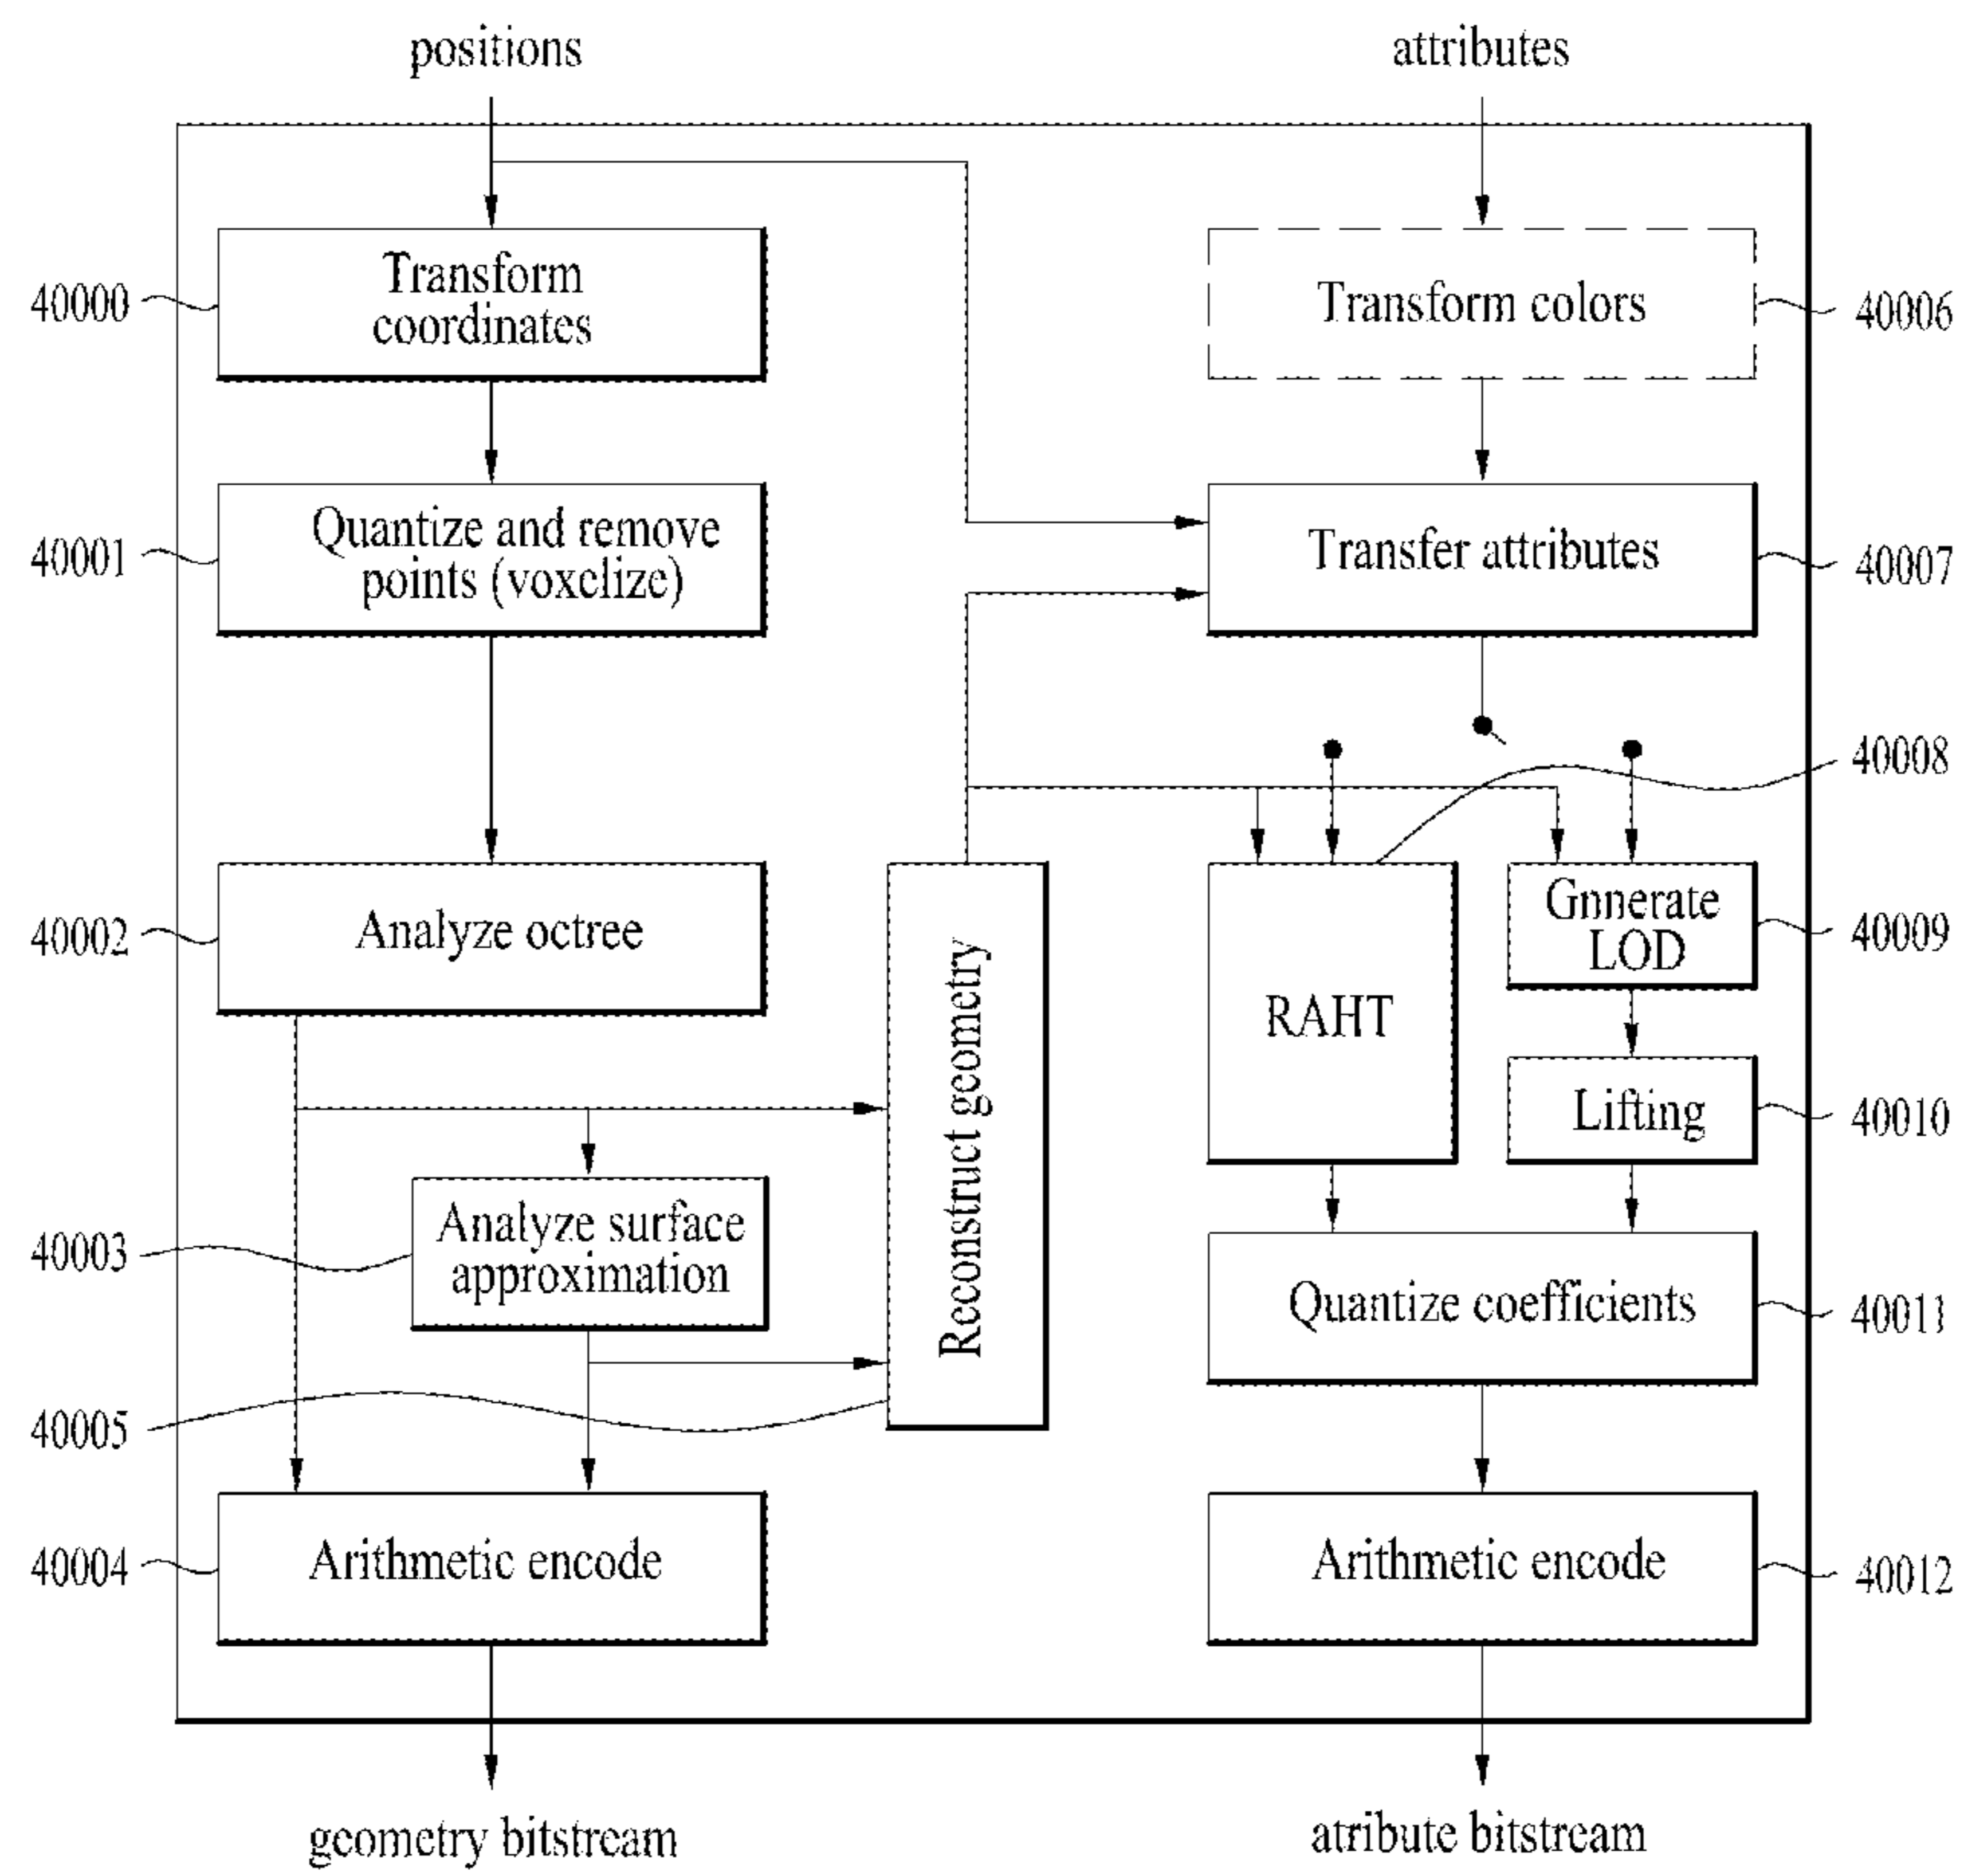 positions
attributes
Transform
coordinates
40000
Transform colors
40006
Quantize and remove
points (voxelize)
40001
Transfer attributes
40007
40008
Analyze octree
40002
Reconstruct geometry
RAHT
Gnnerate
LOD
40009
Lifting
40010
Analyze surface
approximation
40003
Quantize coefficients
40011
40005
Arithmetic encode
40004
Arithmetic encode
40012
geometry bitstream
atribute bitstream